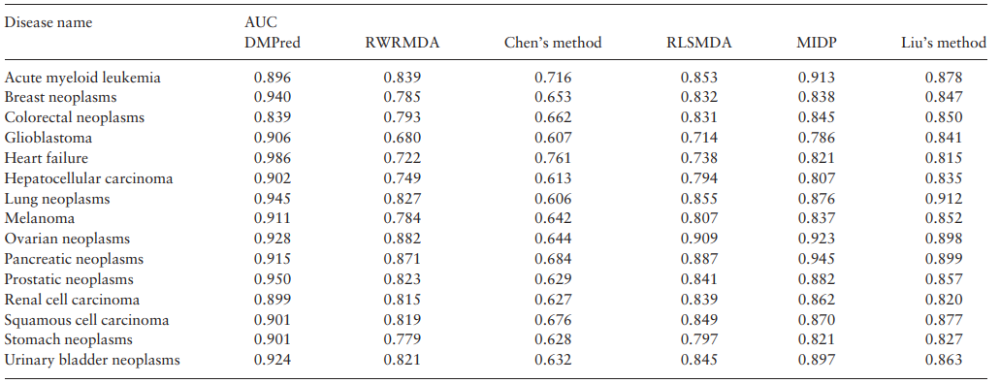 Disease name AUC
DMPred RWRMDA Chen's method RLSMDA MIDP Liu's method
Acute myeloid leukemia 0.896 0.839 0.716 0.853 0.913 0.878
Breast neoplasms 0.940 0.785 0.653 0.832 0.838 0.847
Colorectal neoplasms 0.839 0.793 0.662 0.831 0.845 0.850
Glioblastoma 0.906 0.680 0.607 0.714 0.786 0.841
Heart failure 0.986 0.722 0.761 0.738 0.821 0.815
Hepatocellular carcinoma 0.902 0.749 0.613 0.794 0.807 0.835
Lung neoplasms 0.945 0.827 0.606 0.855 0.876 0.912
Melanoma 0.911 0.784 0.642 0.807 0.837 0.852
Ovarian neoplasms 0.928 0.882 0.644 0.909 0.923 0.898
Pancreatic neoplasms 0.915 0.871 0.684 0.887 0.945 0.899
Prostatic neoplasms 0.950 0.823 0.629 0.841 0.882 0.857
Renal cell carcinoma 0.899 0.815 0.627 0.839 0.862 0.820
Squamous cell carcinoma 0.901 0.819 0.676 0.849 0.870 0.877
Stomach neoplasms 0.901 0.779 0.628 0.797 0.821 0.827
Urinary bladder neoplasms 0.924 0.821 0.632 0.845 0.897 0.863